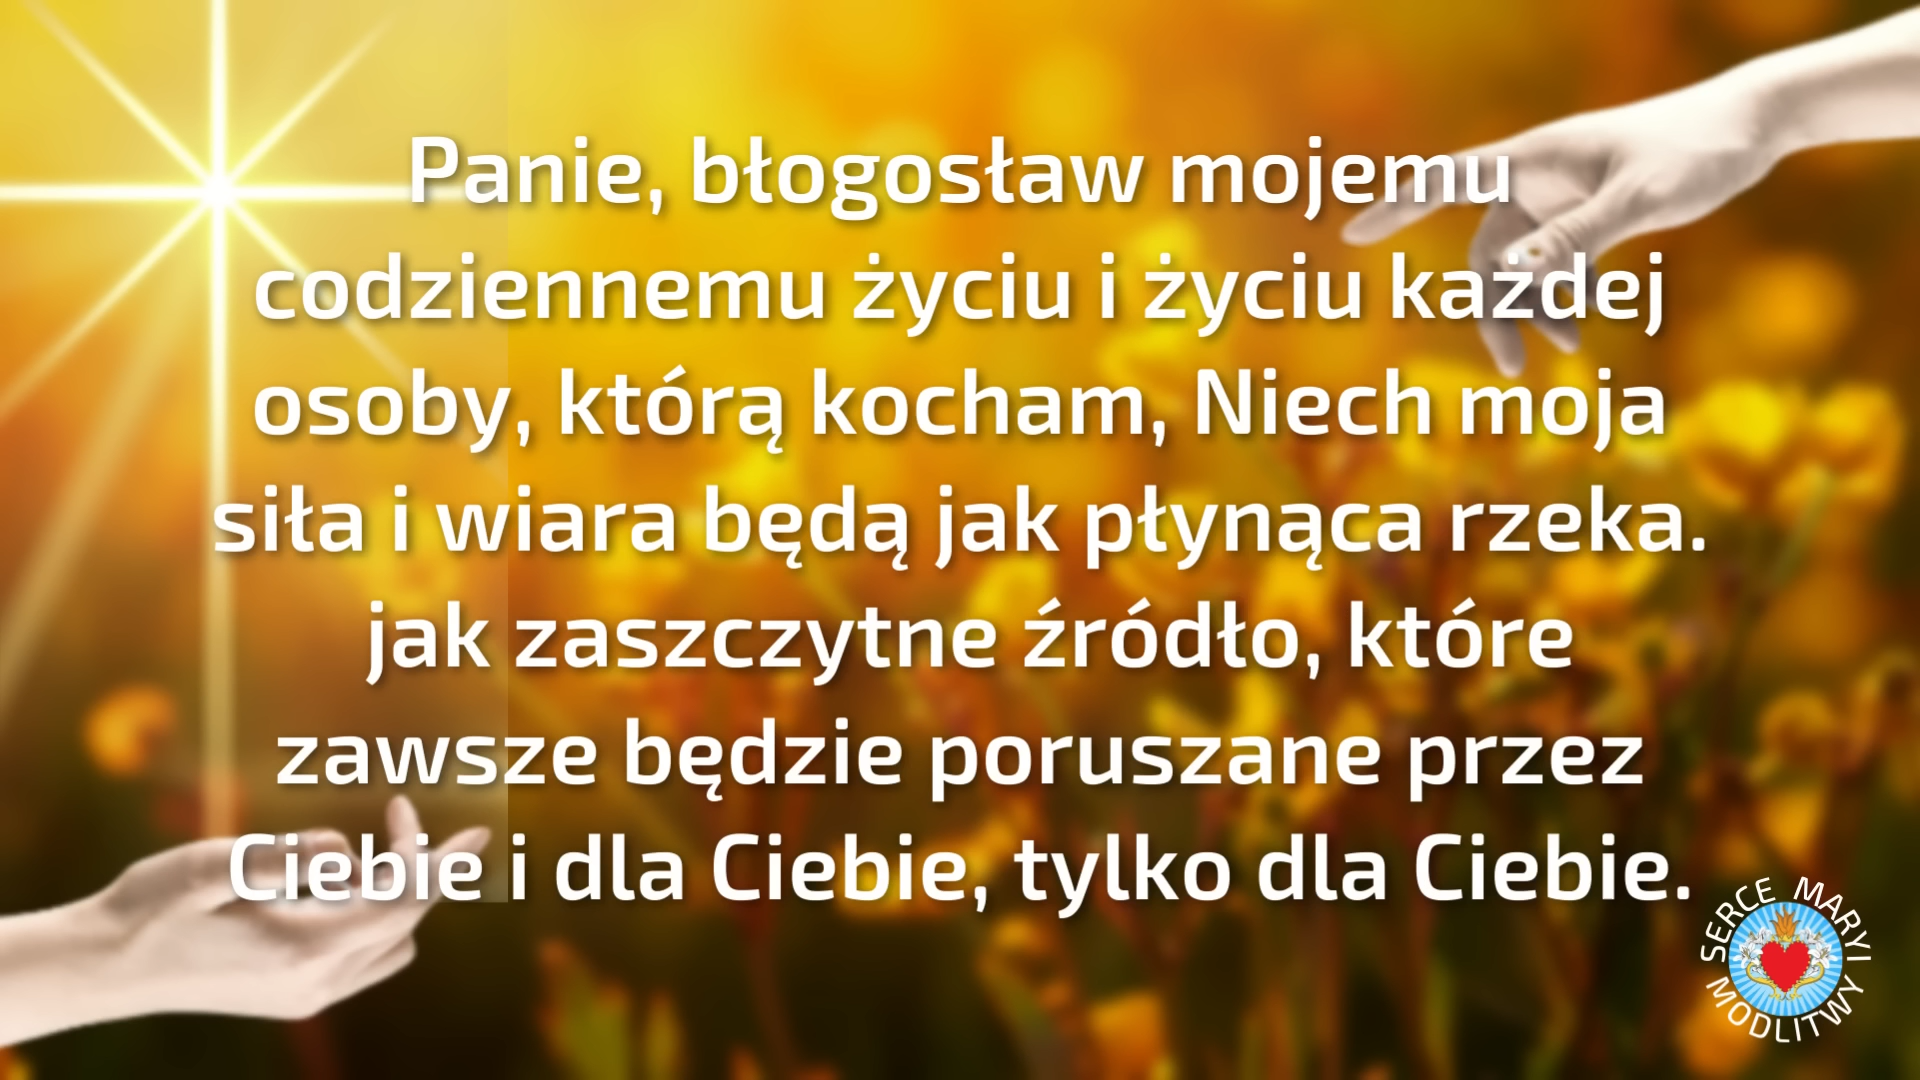 Panie, błogosław mojemu
codziennemu życiu i życiu każdej
osoby, którą kocham, Niech moja
siła i wiara będą jak płynąca rzeka.
jak zaszczytne źródło, które
zawsze będzie poruszane przez
Ciebie i dla Ciebie, tylko dla Ciebie.
SERCE MARYI
MODLITWY